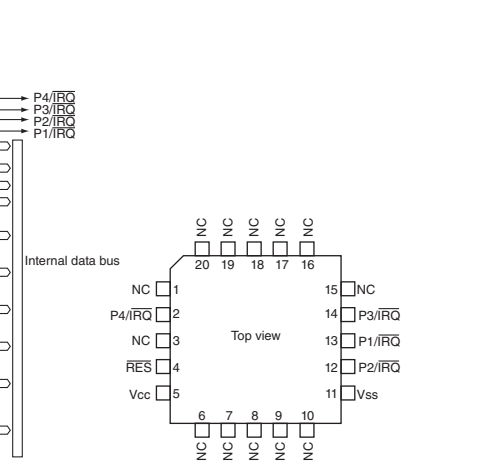 P4/IRQ
P3/IRQ
P2/IRQ
P1/IRQ
Internal data bus
NC NC NC NC NC
20 19 18 17 16
NC 1 15 NC
P4/IRQ 2 14 P3/IRQ
NC 3 Top view 13 P1/IRQ
RES 4 12 P2/IRQ
Vcc 5 11 Vss
6 7 8 9 10
NC NC NC NC NC